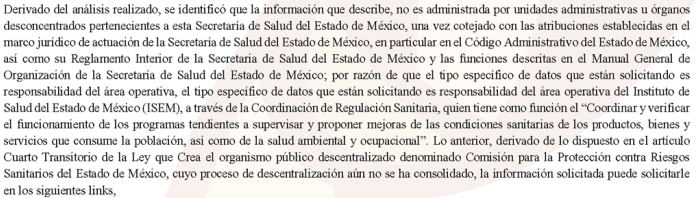 Derivado del análisis realizado, se identificó que la información que describe, no es administrada por unidades administrativas u órganos
desconcentrados pertenecientes a esta Secretaría de Salud del Estado de México, una vez cotejado con las atribuciones establecidas en el
marco jurídico de actuación de la Secretaría de Salud del Estado de México, en particular en el Código Administrativo del Estado de México,
así como su Reglamento Interior de la Secretaria de Salud del Estado de México y las funciones descritas en el Manual General de
Organización de la Secretaría de Salud del Estado de México; por razón de que el tipo especifico de datos que están solicitando es
responsabilidad del área operativa, el tipo especifico de datos que están solicitando es responsabilidad del área operativa del Instituto de
Salud del Estado de México (ISEM), a través de la Coordinación de Regulación Sanitaria, quien tiene como función el “Coordinar y verificar
el funcionamiento de los programas tendientes a supervisar y proponer mejoras de las condiciones sanitarias de los productos, bienes y
servicios que consume la población, así como de la salud ambiental y ocupacional”. Lo anterior, derivado de lo dispuesto en el artículo
Cuarto Transitorio de la Ley que Crea el organismo público descentralizado denominado Comisión para la Protección contra Riesgos
Sanitarios del Estado de México, cuyo proceso de descentralización aún no se ha consolidado, la información solicitada puede solicitarle
en los siguientes links,